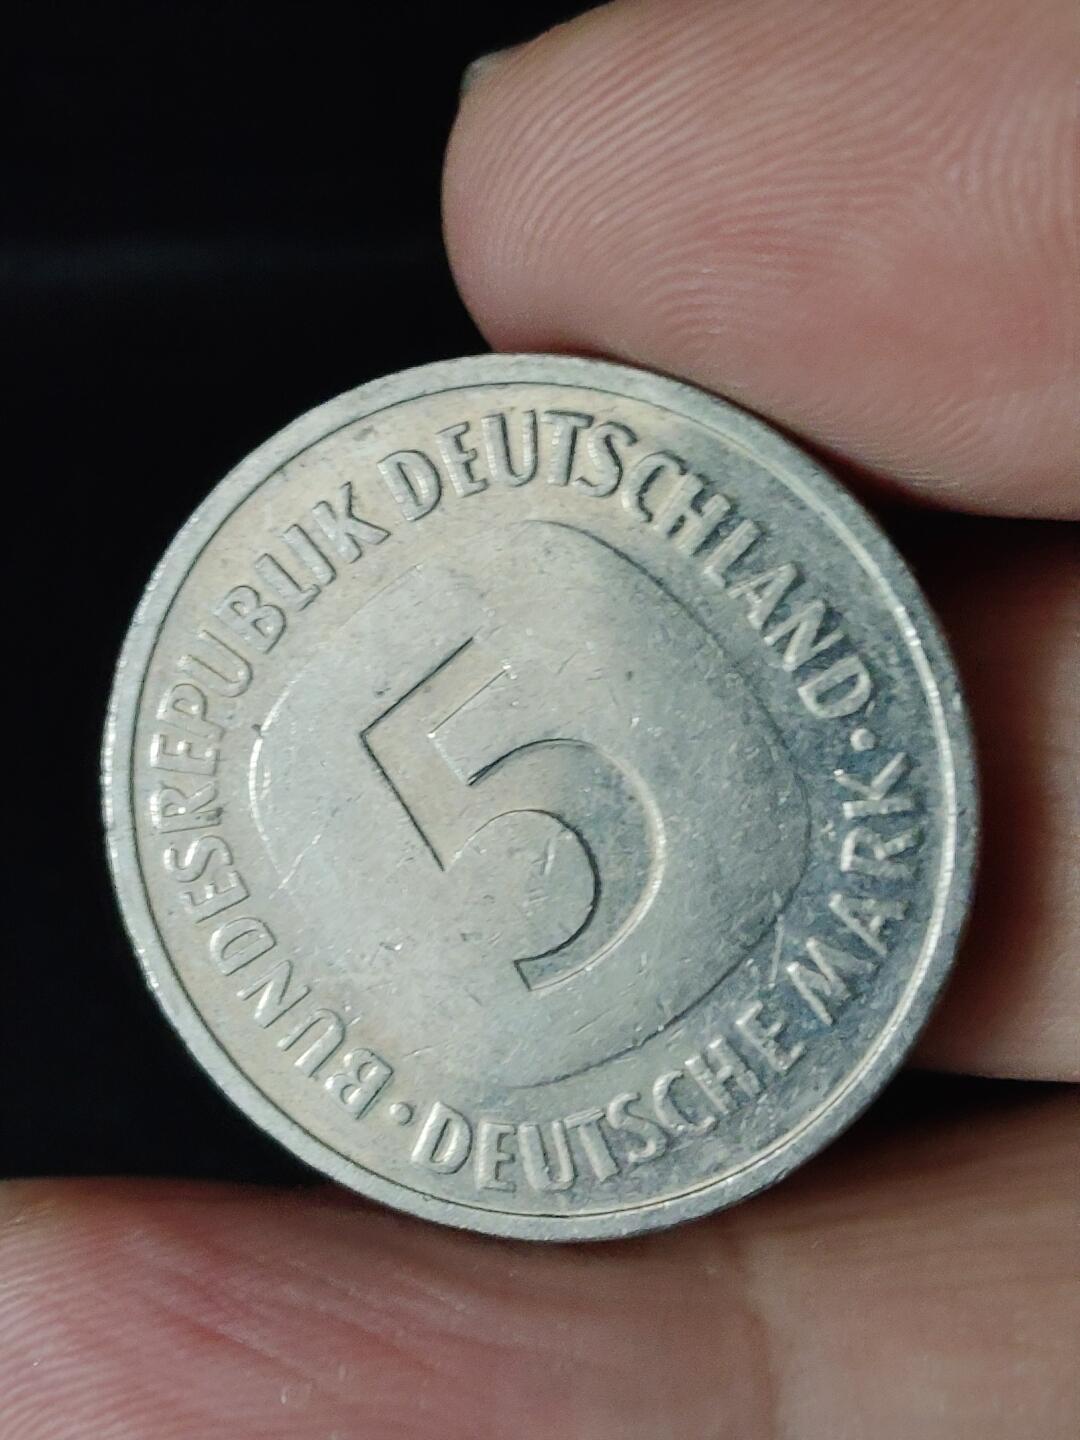 BUNDESREPUBLIK DEUTSCHLAND
· DEUTSCHE MARK ·
5